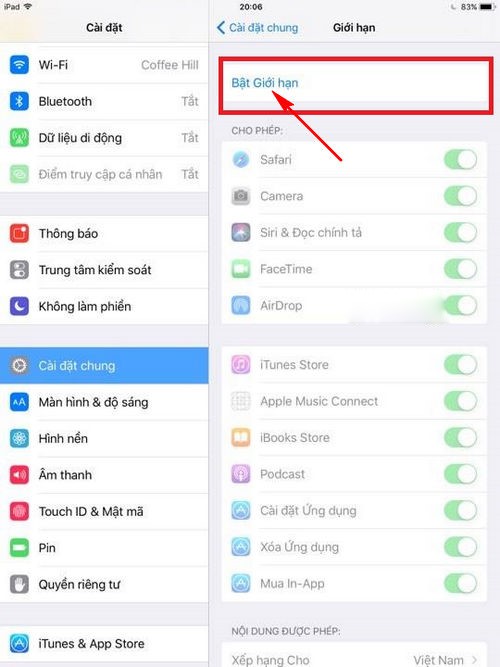 iPad
20:06
83%
Cài đặt
Cài đặt chung
Giới hạn
Wi-Fi
Coffee Hill
Bluetooth
Tắt
Dữ liệu di động
Tắt
Điểm truy cập cá nhân
Tắt
Thông báo
Trung tâm kiểm soát
Không làm phiền
Cài đặt chung
AA
Màn hình & độ sáng
Hình nền
Âm thanh
Touch ID & Mật mã
Pin
Quyền riêng tư
iTunes & App Store
Bật Giới hạn
CHO PHÉP:
Safari
Camera
Siri & Đọc chính tả
FaceTime
AirDrop
iTunes Store
Apple Music Connect
iBooks Store
Podcast
Cài đặt Ứng dụng
Xóa Ứng dụng
Mua In-App
NỘI DUNG ĐƯỢC PHÉP:
Xếp hạng Cho
Việt Nam